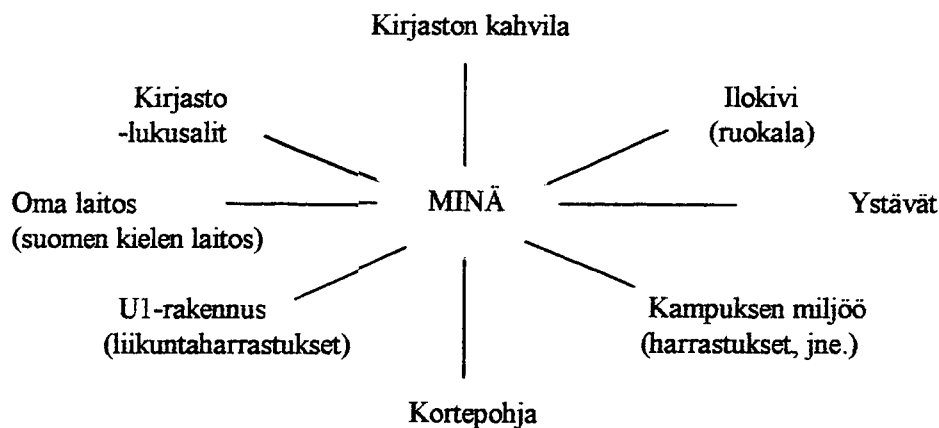 Kirjaston kahvila
Kirjasto
-lukusalit
Ilokivi
(ruokala)
Oma laitos
(suomen kielen laitos)
MINÄ
Ystävät
U1-rakennus
(liikuntaharrastukset)
Kampuksen miljöö
(harrastukset, jne.)
Kortepohja